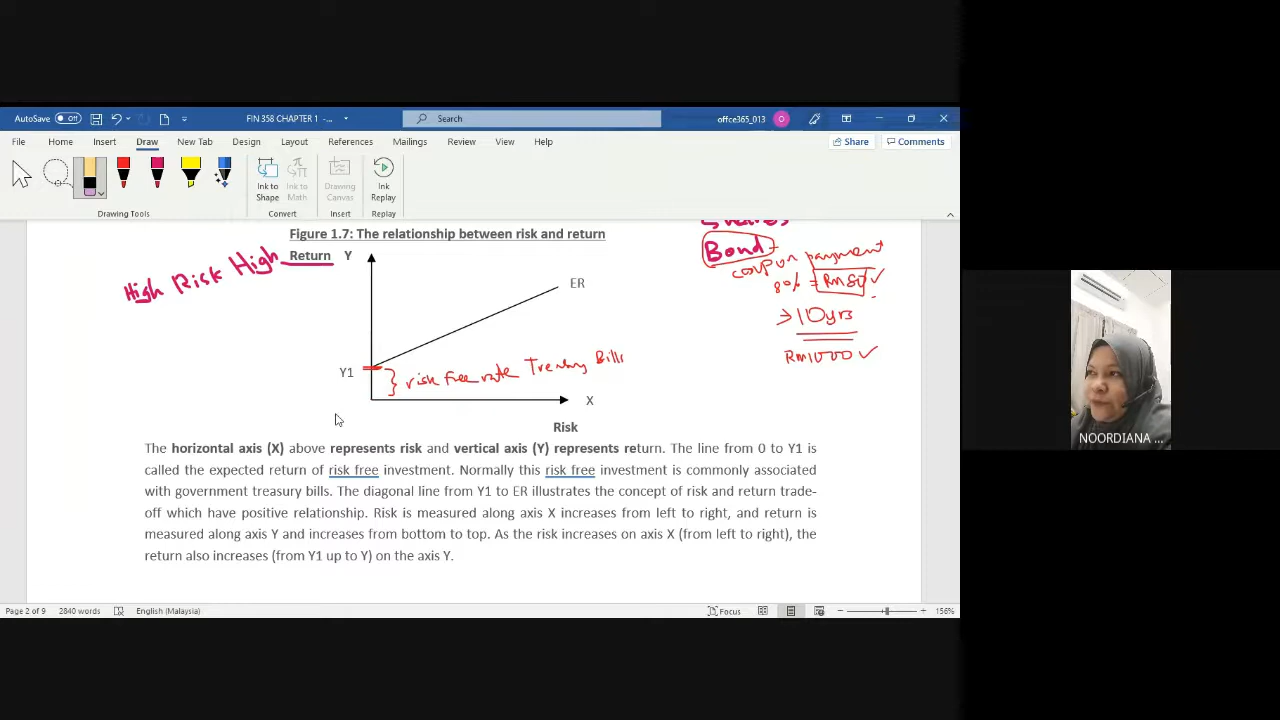 AutoSave Off FIN 358 CHAPTER 1 -... Search offce365_013
File Home Insert Draw New Tab Design Layout References Mailings Review View Help Share Comments
Ink to Shape
Ink to Math
Drawing Canvas
Ink Replay
Drawing Tools Convert Insert Replay
Figure 1.7: The relationship between risk and return
Return Y
High Risk High
ER
Y1
risk free rate Treasury Bills
X
Risk
Bond
coupon payment
80% = RM80
10yrs
RM1000
The horizontal axis (X) above represents risk and vertical axis (Y) represents return. The line from 0 to Y1 is
called the expected return of risk free investment. Normally this risk free investment is commonly associated
with government treasury bills. The diagonal line from Y1 to ER illustrates the concept of risk and return trade-
off which have positive relationship. Risk is measured along axis X increases from left to right, and return is
measured along axis Y and increases from bottom to top. As the risk increases on axis X (from left to right), the
return also increases (from Y1 up to Y) on the axis Y.
Page 2 of 9 2840 words English (Malaysia) Focus 156%
NOORDIANA ...